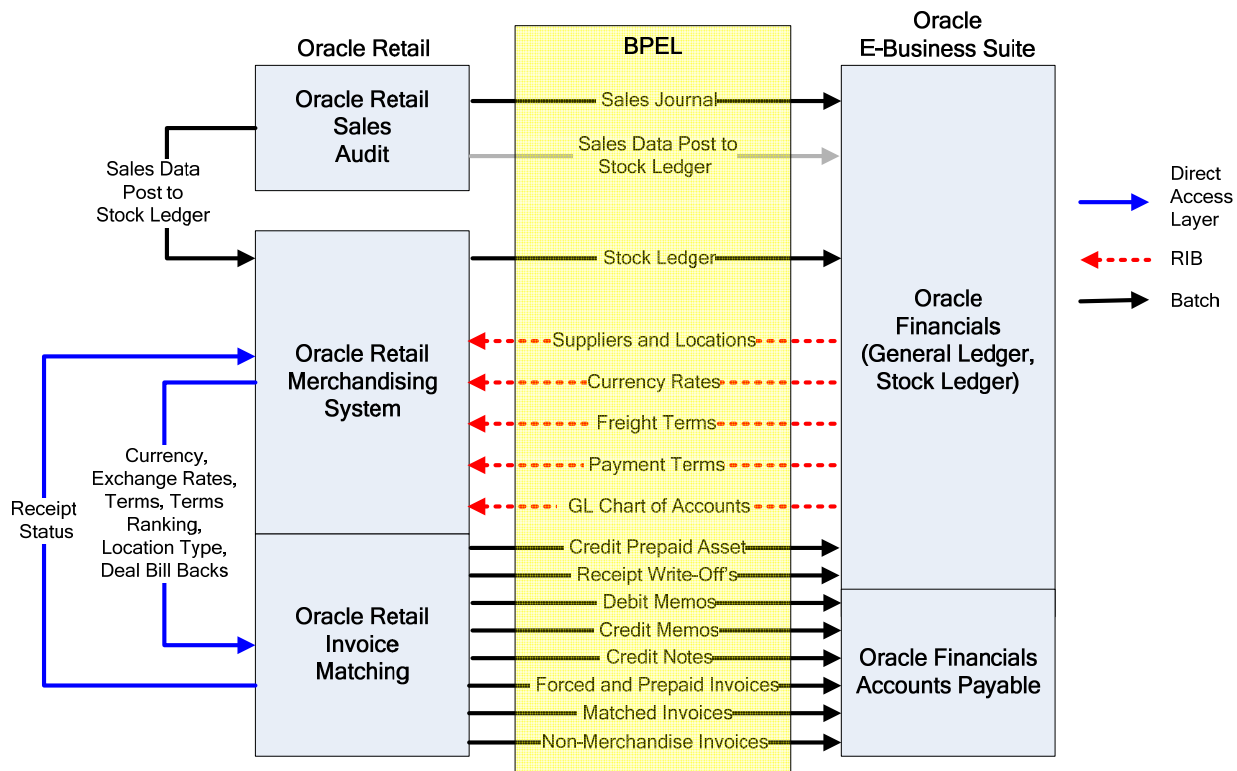 Oracle
E-Business Suite
Oracle Retail
BPEL
Oracle Retail
Sales
Audit
Sales Journal
Sales Data Post to
Stock Ledger
Sales Data
Post to
Stock Ledger
Direct
Access
Layer
RIB
Batch
Stock Ledger
Oracle
Financials
(General Ledger,
Stock Ledger)
Oracle Retail
Merchandising
System
Suppliers and Locations
Currency Rates
Freight Terms
Payment Terms
GL Chart of Accounts
Receipt
Status
Currency,
Exchange Rates,
Terms, Terms
Ranking,
Location Type,
Deal Bill Backs
Oracle Retail
Invoice
Matching
Credit Prepaid Asset
Receipt Write-Off's
Debit Memos
Credit Memos
Credit Notes
Forced and Prepaid Invoices
Matched Invoices
Non-Merchandise Invoices
Oracle Financials
Accounts Payable